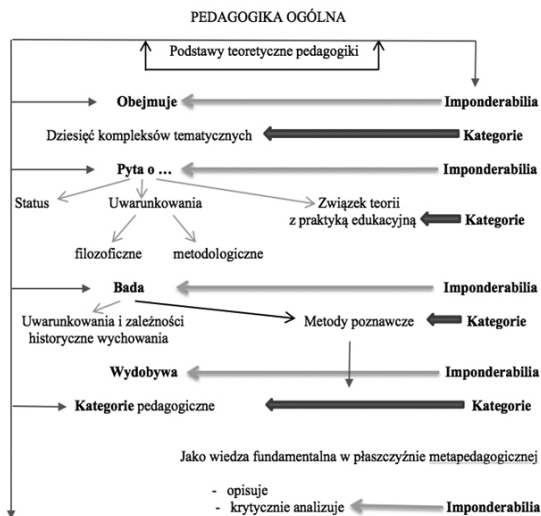 PEDAGOGIKA OGÓLNA
Podstawy teoretyczne pedagogiki
Obejmuje Imponderabilia
Dziesięć kompleksów tematycznych Kategorie
Pyta o ... Imponderabilia
Status Uwarunkowania Związek teorii
z praktyką edukacyjną Kategorie
filozoficzne metodologiczne
Bada Imponderabilia
Uwarunkowania i zależności
historyczne wychowania
Metody poznawcze Kategorie
Wydobywa Imponderabilia
Kategorie pedagogiczne Kategorie
Jako wiedza fundamentalna w płaszczyźnie metapedagogicznej
- opisuje
- krytycznie analizuje Imponderabilia